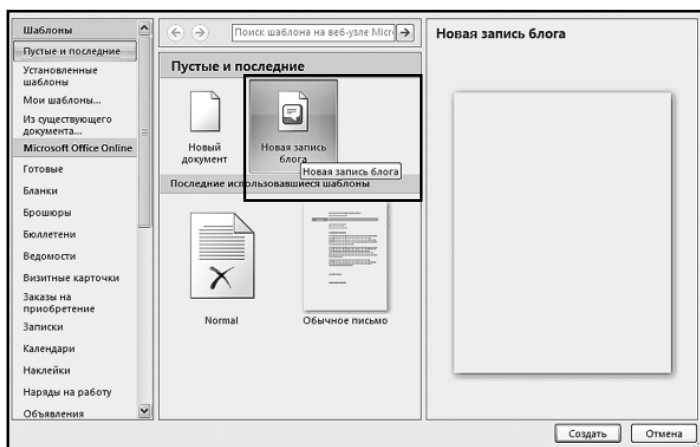 Шаблоны
Пустые и последние
Установленные
шаблоны
Мои шаблоны...
Из существующего
документа...
Microsoft Office Online
Готовые
Бланки
Брошюры
Бюллетени
Ведомости
Визитные карточки
Заказы на
приобретение
Записки
Календари
Наклейки
Наряды на работу
Объявления
Поиск шаблона на веб-узле Micr
Пустые и последние
Новый
документ
Новая запись
блога
Новая запись блога
Последние использовавшиеся шаблоны
Normal
Обычное письмо
Новая запись блога
Создать
Отмена